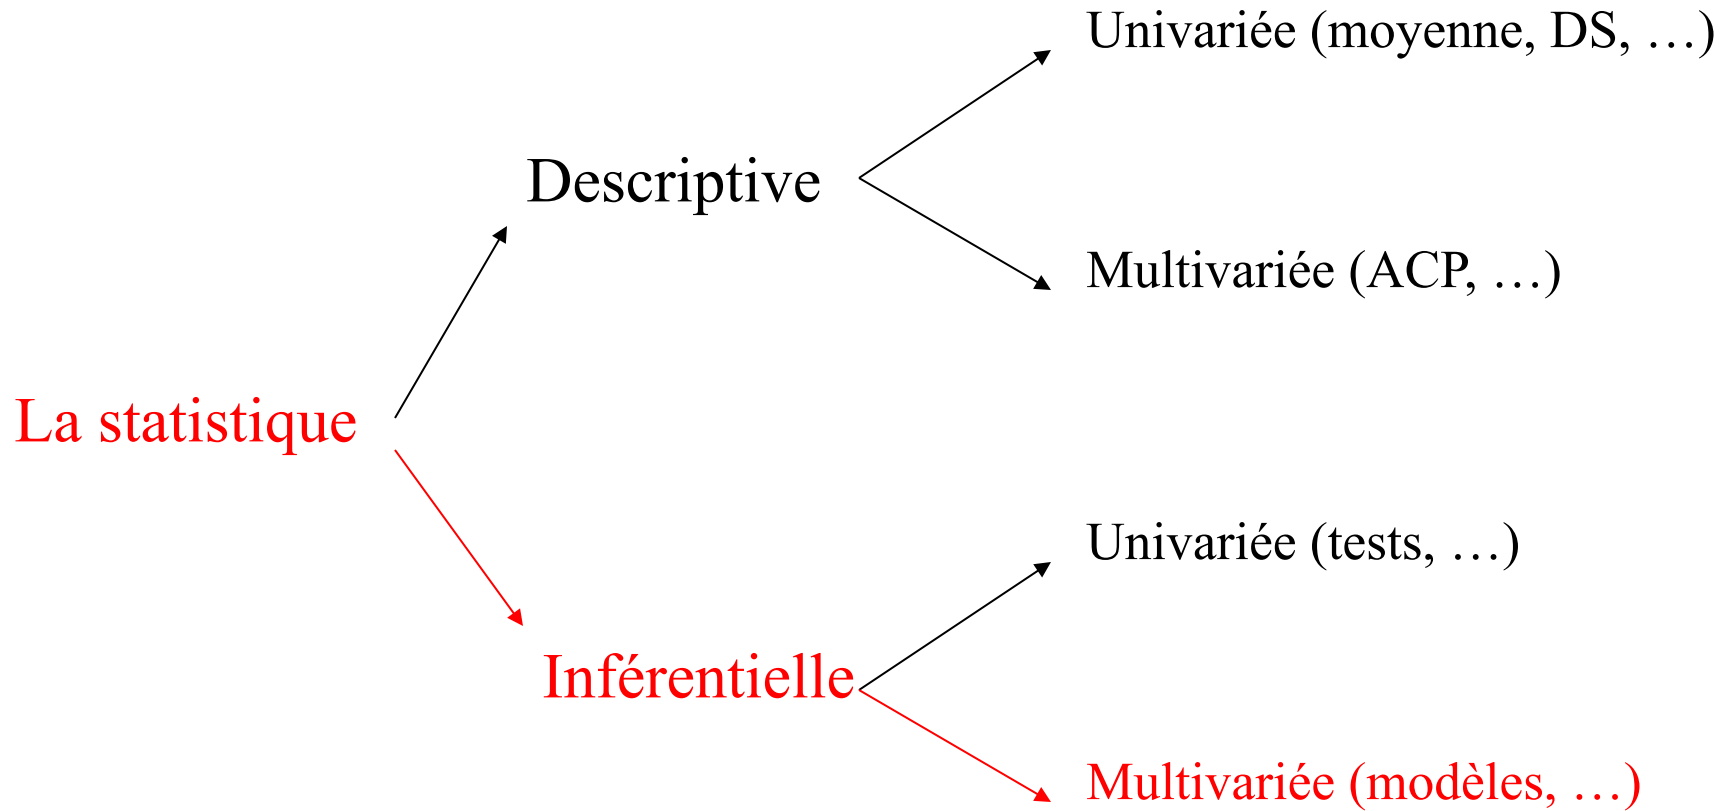 Univariée (moyenne, DS, …)
Descriptive
Multivariée (ACP, …)
La statistique
Univariée (tests, …)
Inférentielle
Multivariée (modèles, …)